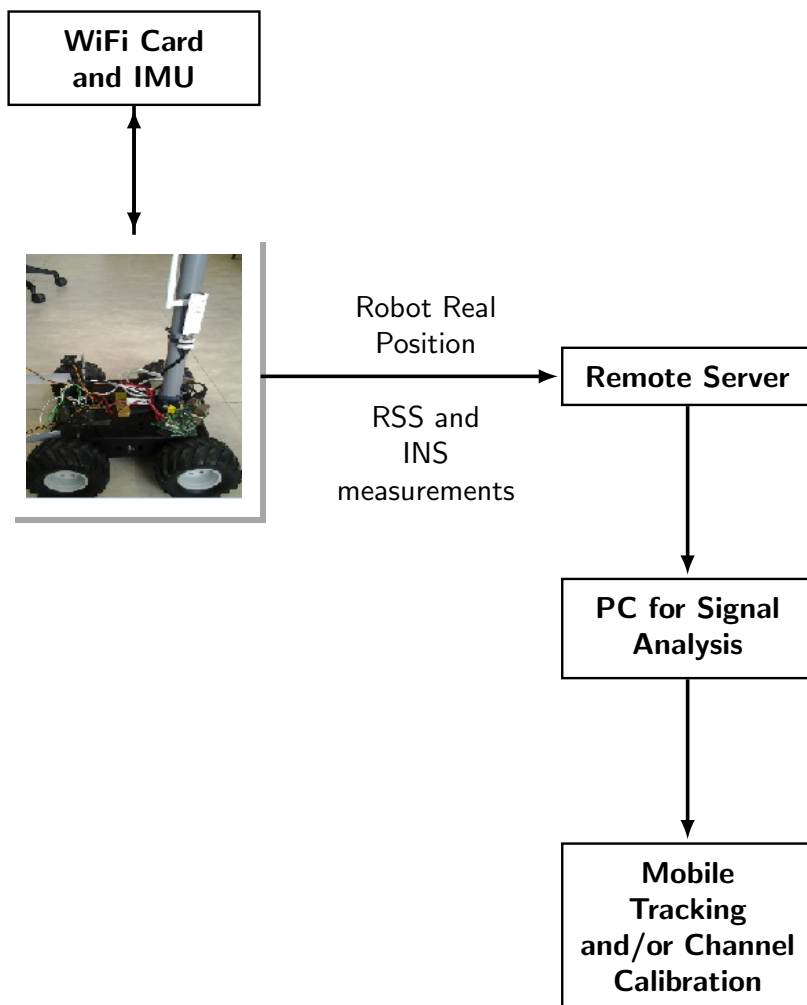 WiFi Card
and IMU
Robot Real
Position
RSS and
INS
measurements
Remote Server
PC for Signal
Analysis
Mobile
Tracking
and/or Channel
Calibration